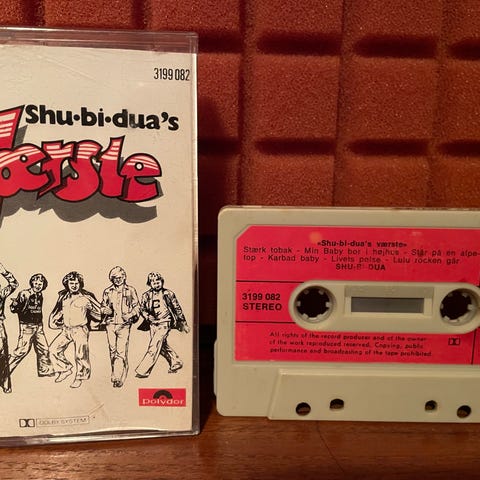 3199 082
Shu·bi·dua's
Værste
polydor
DOLBY SYSTEM
«Shu-bi-dua's værste»
Stærk tobak - Min Baby bor i højhus - Står på en alpe-
top - Karbad baby - Livets pølse - Lulu rocken går
SHU-BI-DUA
3199 082
STEREO
All rights of the record producer and of the owner
of the work reproduced reserved. Copying, public
performance and broadcasting of the tape prohibited.